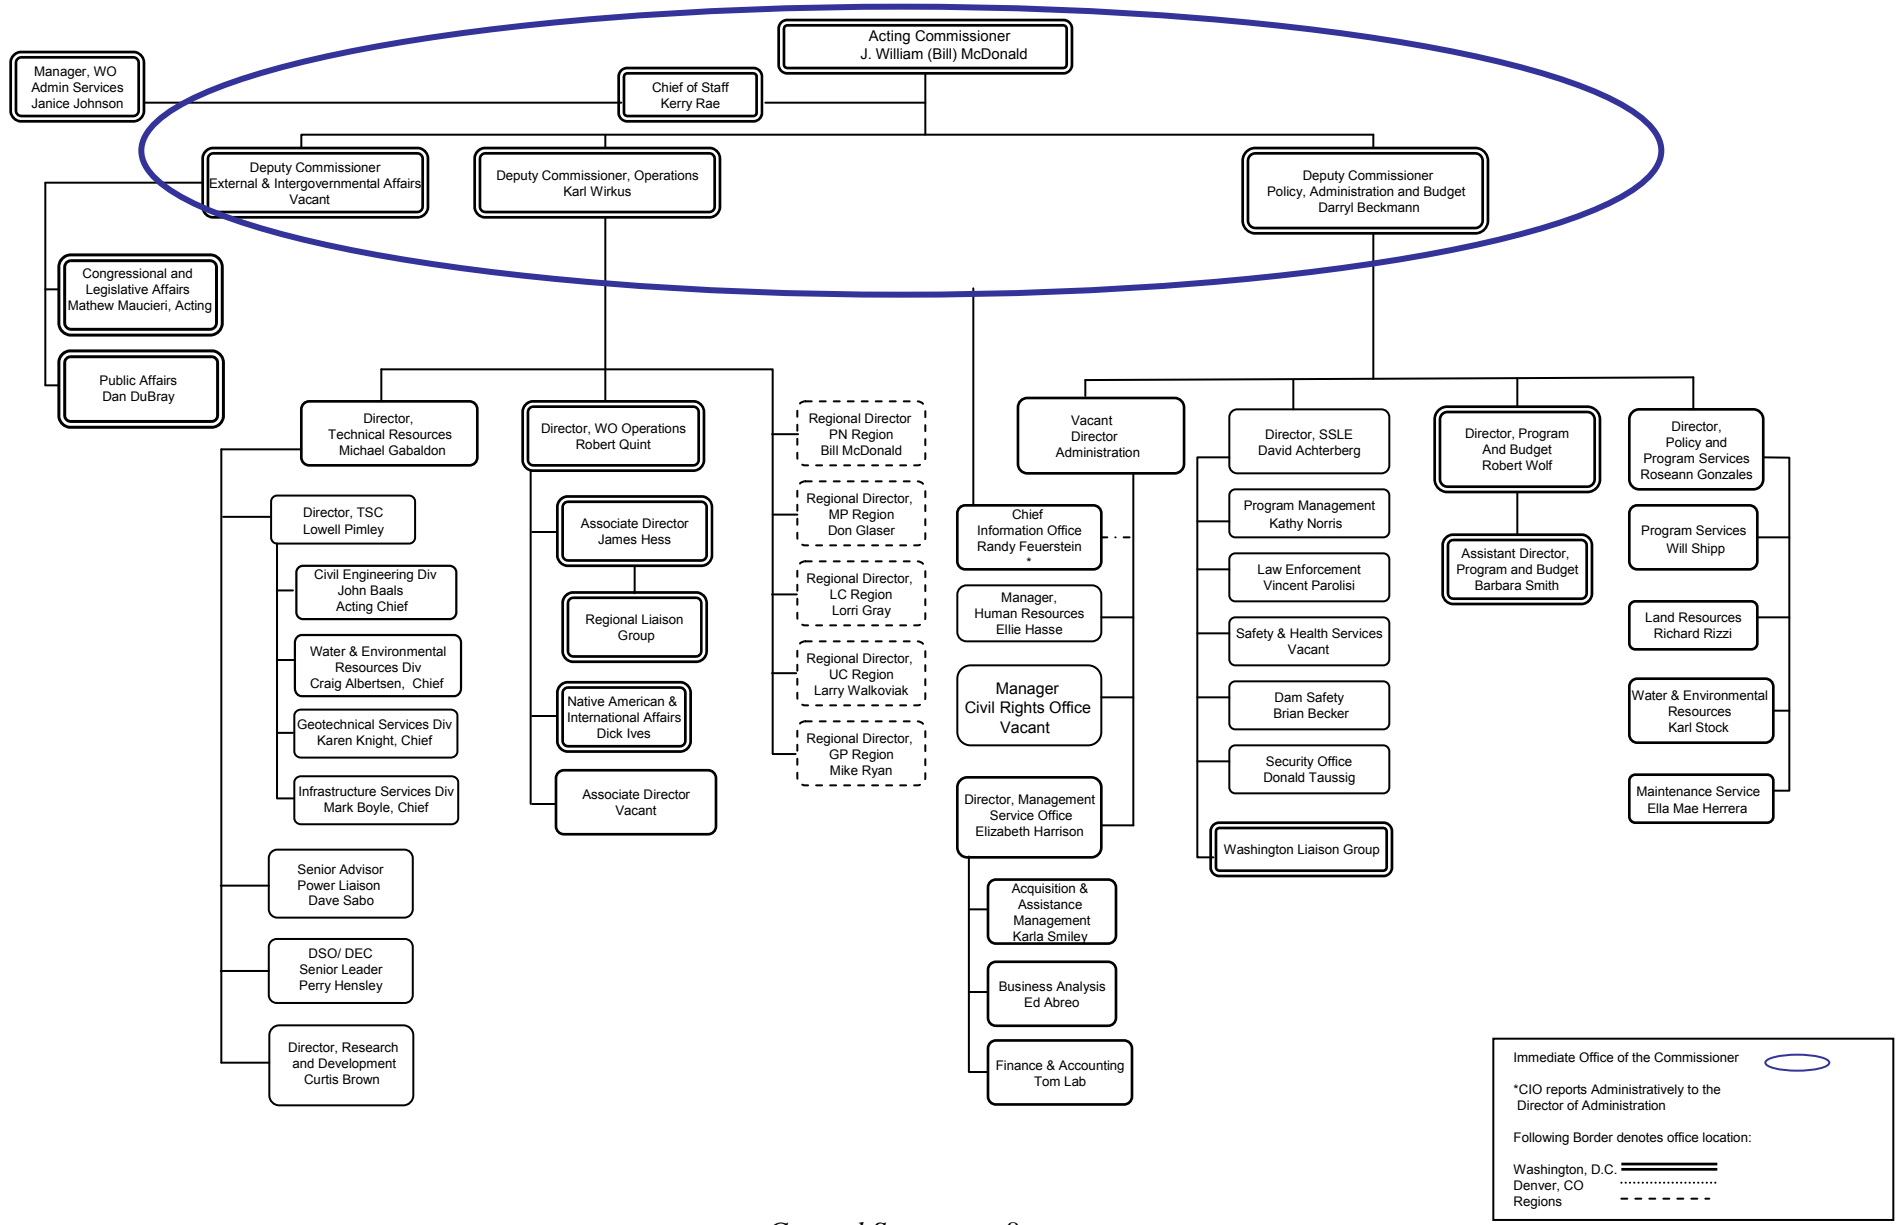 Acting Commissioner
J. William (Bill) McDonald
Manager, WO
Admin Services
Janice Johnson
Chief of Staff
Kerry Rae
Deputy Commissioner
External & Intergovernmental Affairs
Vacant
Deputy Commissioner, Operations
Karl Wirkus
Deputy Commissioner
Policy, Administration and Budget
Darryl Beckmann
Congressional and
Legislative Affairs
Mathew Maucieri, Acting
Public Affairs
Dan DuBray
Director,
Technical Resources
Michael Gabaldon
Director, TSC
Lowell Pimley
Civil Engineering Div
John Baals
Acting Chief
Water & Environmental
Resources Div
Craig Albertsen, Chief
Geotechnical Services Div
Karen Knight, Chief
Infrastructure Services Div
Mark Boyle, Chief
Senior Advisor
Power Liaison
Dave Sabo
DSO/ DEC
Senior Leader
Perry Hensley
Director, Research
and Development
Curtis Brown
Director, WO Operations
Robert Quint
Associate Director
James Hess
Regional Liaison
Group
Native American &
International Affairs
Dick Ives
Associate Director
Vacant
Regional Director
PN Region
Bill McDonald
Regional Director,
MP Region
Don Glaser
Regional Director,
LC Region
Lorri Gray
Regional Director,
UC Region
Larry Walkoviak
Regional Director,
GP Region
Mike Ryan
Vacant
Director
Administration
Chief
Information Office
Randy Feuerstein
*
Manager,
Human Resources
Ellie Hasse
Manager
Civil Rights Office
Vacant
Director, Management
Service Office
Elizabeth Harrison
Acquisition &
Assistance
Management
Karla Smiley
Business Analysis
Ed Abreo
Finance & Accounting
Tom Lab
Director, SSLE
David Achterberg
Program Management
Kathy Norris
Law Enforcement
Vincent Parolisi
Safety & Health Services
Vacant
Dam Safety
Brian Becker
Security Office
Donald Taussig
Washington Liaison Group
Director, Program
And Budget
Robert Wolf
Assistant Director,
Program and Budget
Barbara Smith
Director,
Policy and
Program Services
Roseann Gonzales
Program Services
Will Shipp
Land Resources
Richard Rizzi
Water & Environmental
Resources
Karl Stock
Maintenance Service
Ella Mae Herrera
Immediate Office of the Commissioner
*CIO reports Administratively to the
Director of Administration
Following Border denotes office location:
Washington, D.C.
Denver, CO
Regions